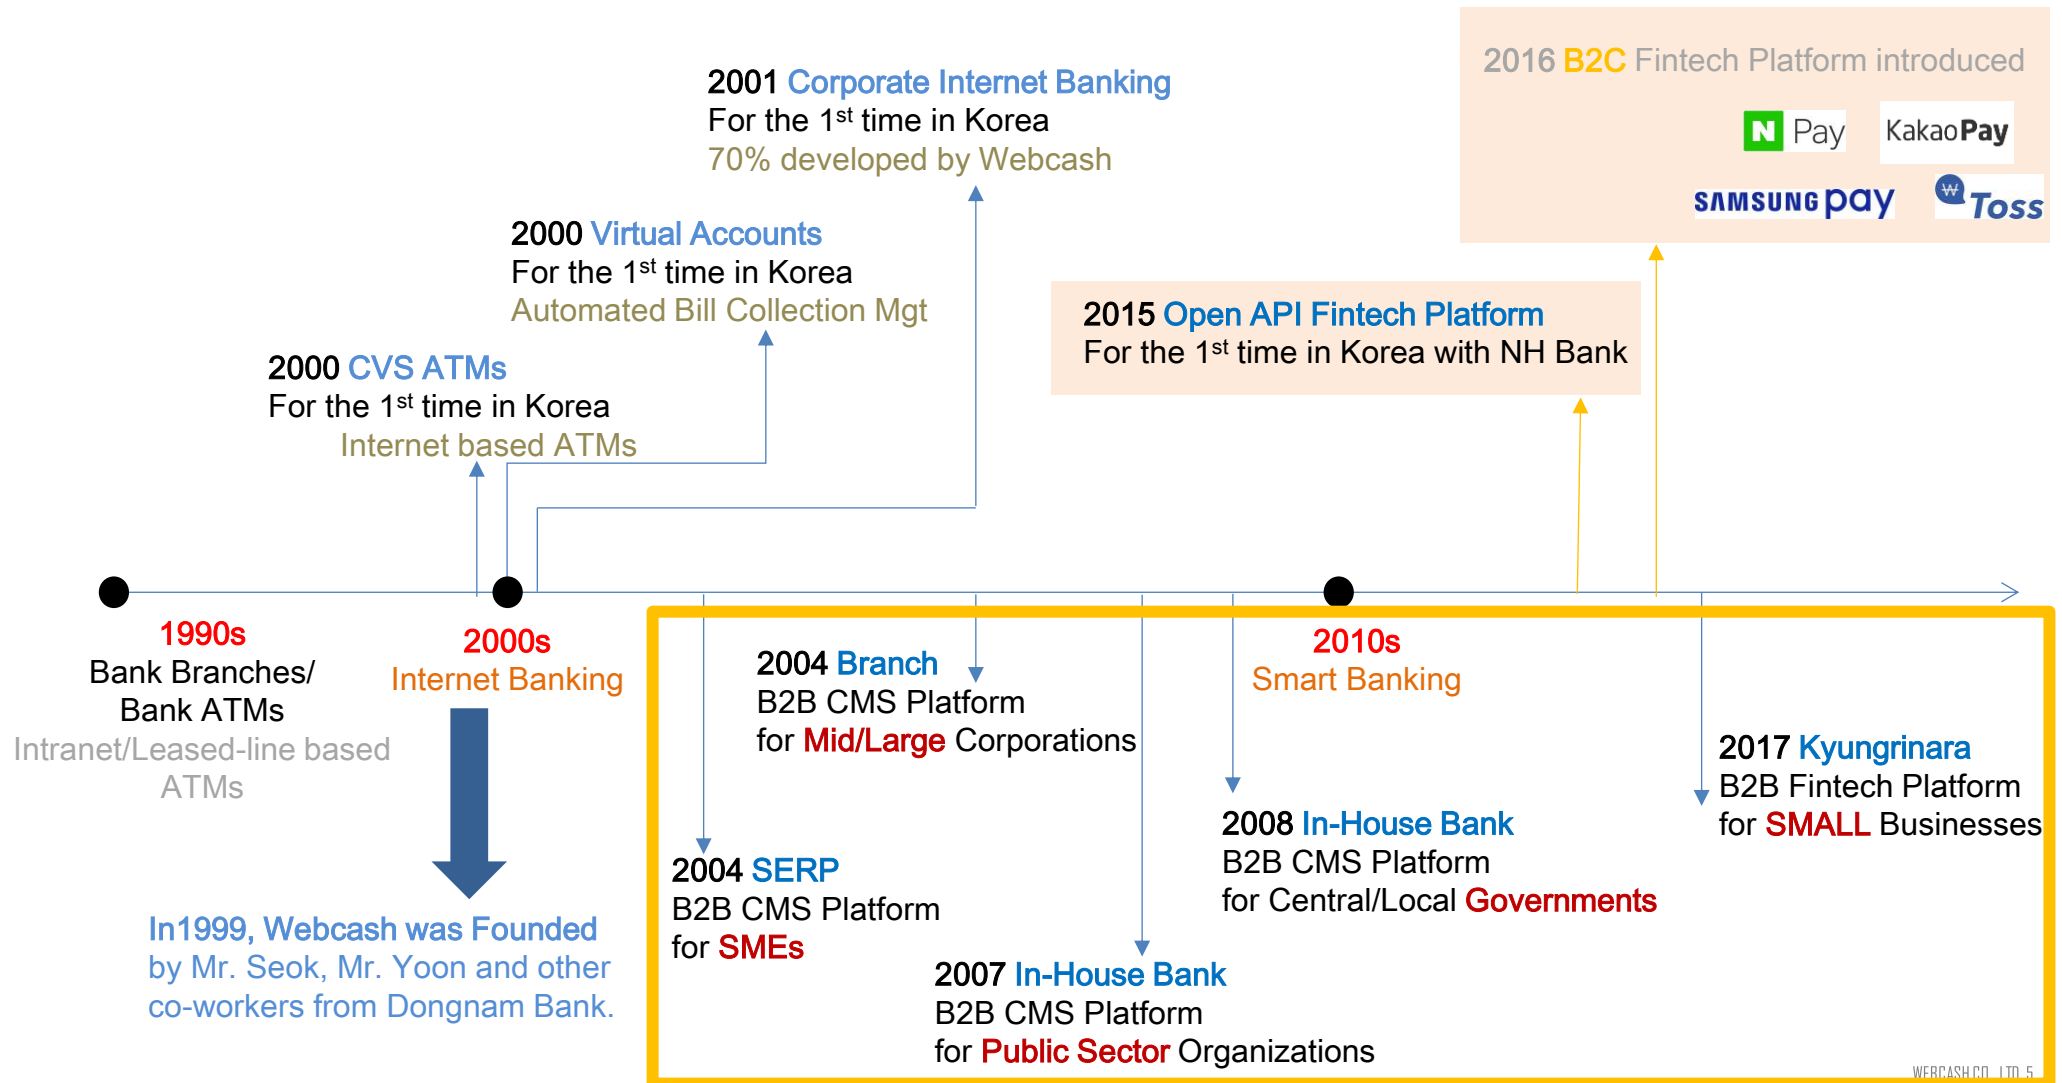 2016 B2C Fintech Platform introduced
N Pay
KakaoPay
SAMSUNG pay
₩ Toss
2001 Corporate Internet Banking
For the 1st time in Korea
70% developed by Webcash
2000 Virtual Accounts
For the 1st time in Korea
Automated Bill Collection Mgt
2015 Open API Fintech Platform
For the 1st time in Korea with NH Bank
2000 CVS ATMs
For the 1st time in Korea
Internet based ATMs
1990s
Bank Branches/
Bank ATMs
Intranet/Leased-line based
ATMs
2000s
Internet Banking
2010s
Smart Banking
In1999, Webcash was Founded
by Mr. Seok, Mr. Yoon and other
co-workers from Dongnam Bank.
2004 Branch
B2B CMS Platform
for Mid/Large Corporations
2004 SERP
B2B CMS Platform
for SMEs
2007 In-House Bank
B2B CMS Platform
for Public Sector Organizations
2008 In-House Bank
B2B CMS Platform
for Central/Local Governments
2017 Kyungrinara
B2B Fintech Platform
for SMALL Businesses
WEBCASH CO., LTD. 5